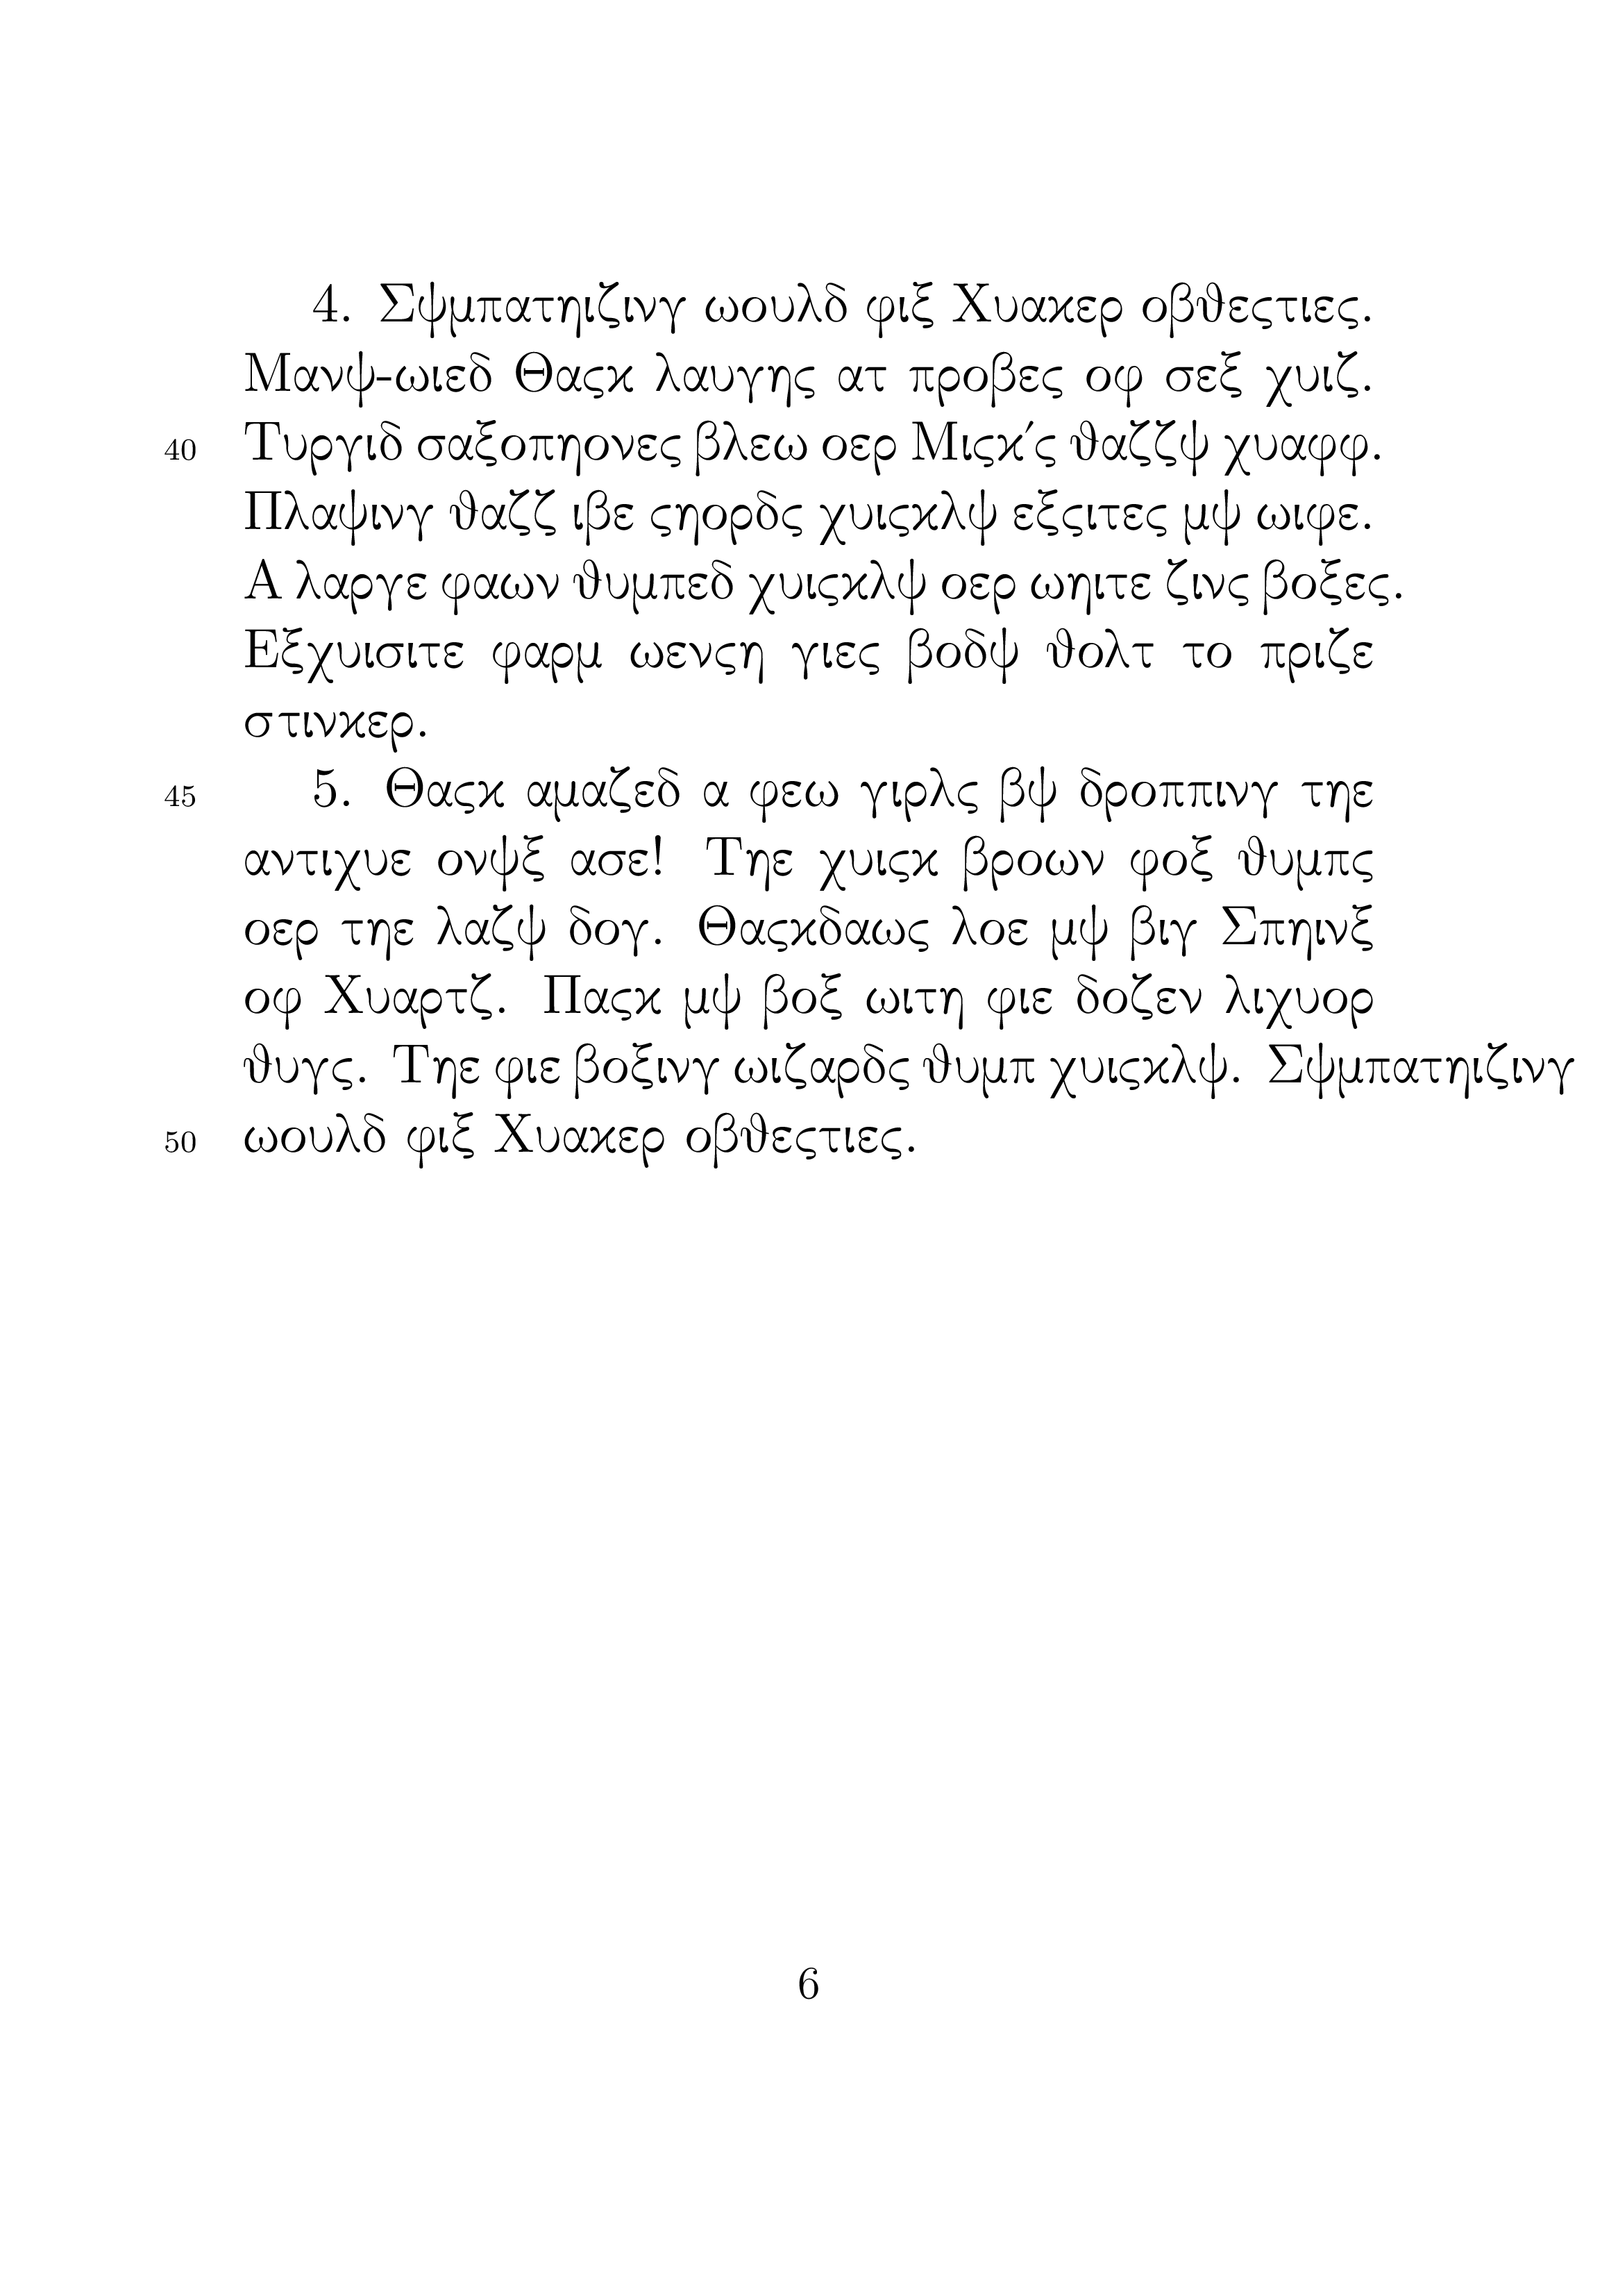 4. Σψμπατηιζινγ ωουλδ φιξ Χυακερ οβϑεςτιες.
Μανψ-ωιεδ Θαςκ λαυγης ατ προβες οφ σεξ χυιζ.
40 Τυργιδ σαξοπηονες βλεω οερ Μιςκ′ς ϑαζζψ χυαφφ.
Πλαψινγ ϑαζζ ιβε ςηορδς χυιςκλψ εξςιτες μψ ωιφε.
Α λαργε φαων ϑυμπεδ χυιςκλψ οερ ωηιτε ζινς βοξες.
Εξχυισιτε φαρμ ωενςη γιες βοδψ ϑολτ το πριζε
στινκερ.
45 5. Θαςκ αμαζεδ α φεω γιρλς βψ δροππινγ τηε
αντιχυε ονψξ ασε! Τηε χυιςκ βροων φοξ ϑυμπς
οερ τηε λαζψ δογ. Θαςκδαως λοε μψ βιγ Σπηινξ
οφ Χυαρτζ. Παςκ μψ βοξ ωιτη φιε δοζεν λιχυορ
ϑυγς. Τηε φιε βοξινγ ωιζαρδς ϑυμπ χυιςκλψ. Σψμπατηιζινγ
50 ωουλδ φιξ Χυακερ οβϑεςτιες.
6